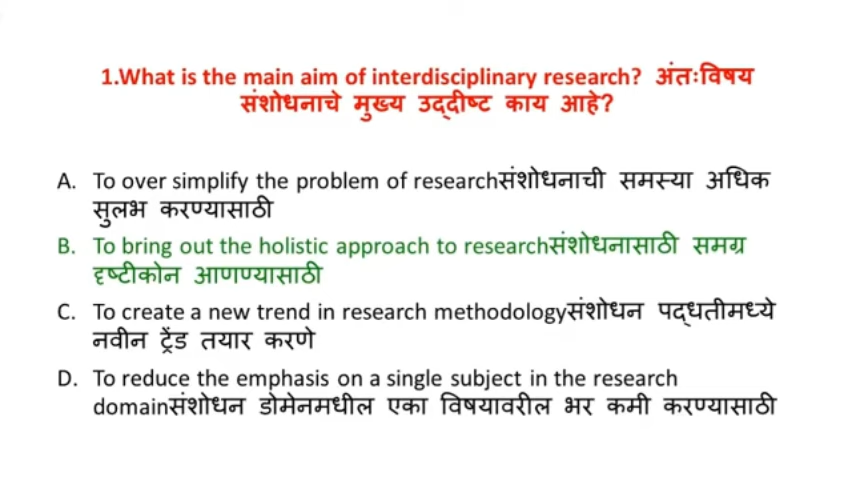 1.What is the main aim of interdisciplinary research? अंतःविषय
संशोधनाचे मुख्य उद्दीष्ट काय आहे?
A. To over simplify the problem of researchसंशोधनाची समस्या अधिक
सुलभ करण्यासाठी
B. To bring out the holistic approach to researchसंशोधनासाठी समग्र
दृष्टीकोन आणण्यासाठी
C. To create a new trend in research methodologyसंशोधन पद्धतीमध्ये
नवीन ट्रेंड तयार करणे
D. To reduce the emphasis on a single subject in the research
domainसंशोधन डोमेनमधील एका विषयावरील भर कमी करण्यासाठी